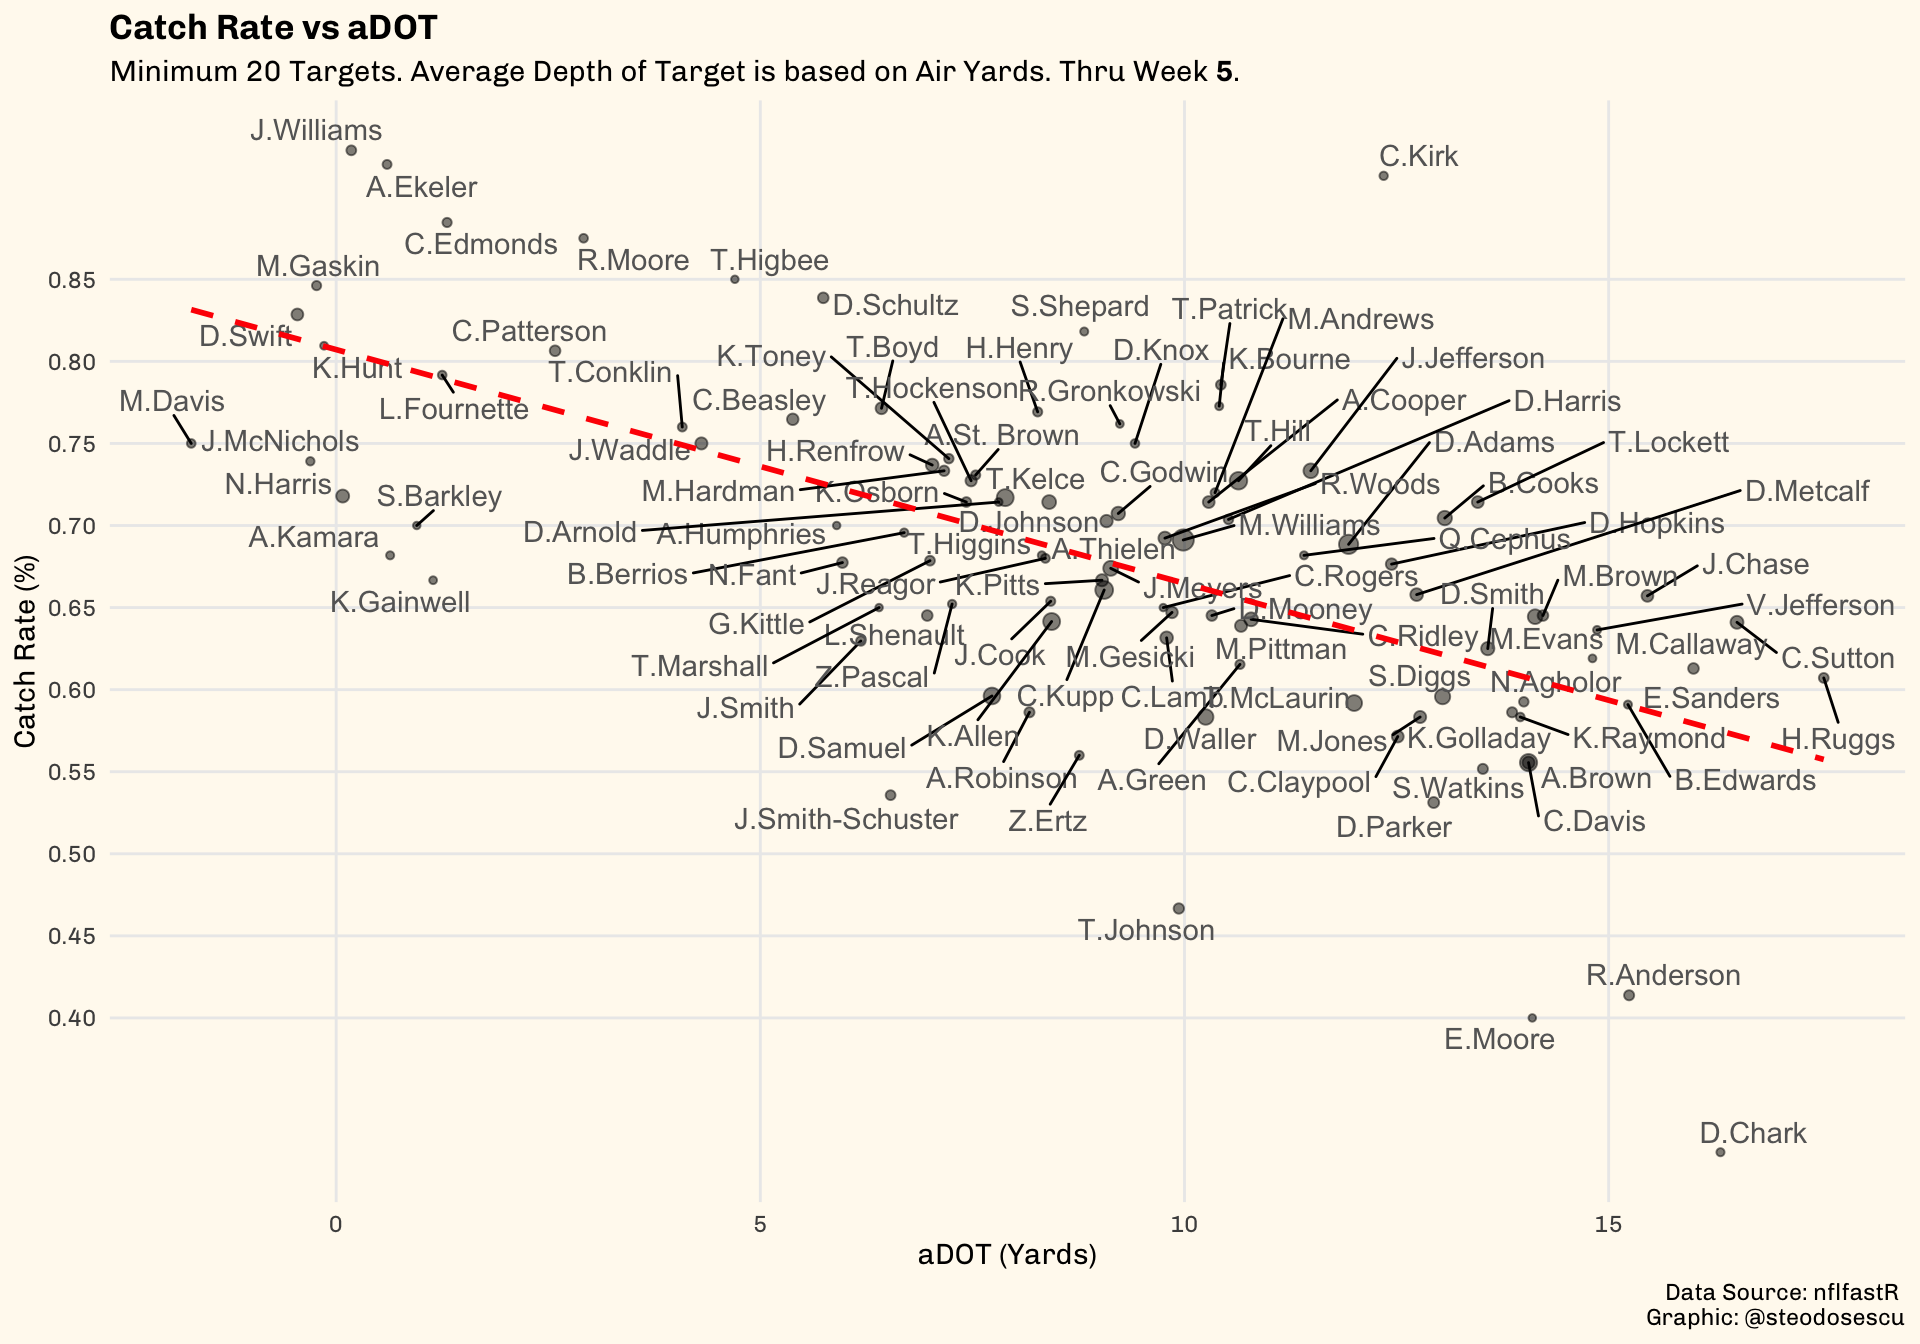 Catch Rate vs aDOT
Minimum 20 Targets. Average Depth of Target is based on Air Yards. Thru Week 5.
J.Williams
C.Kirk
A.Ekeler
C.Edmonds
R.Moore
T.Higbee
M.Gaskin
0.85
D.Schultz
S.Shepard
T.Patrick
M.Andrews
D.Swift
C.Patterson
K.Toney
T.Boyd
H.Henry
D.Knox
K.Bourne
J.Jefferson
0.80
K.Hunt
T.Conklin
T.Hockenson
R.Gronkowski
A.Cooper
D.Harris
M.Davis
L.Fournette
C.Beasley
A.St. Brown
T.Hill
D.Adams
T.Lockett
0.75
J.McNichols
J.Waddle
H.Renfrow
T.Kelce
C.Godwin
R.Woods
B.Cooks
D.Metcalf
N.Harris
S.Barkley
M.Hardman
K.Osborn
0.70
A.Kamara
D.Arnold
A.Humphries
D.Johnson
M.Williams
D.Hopkins
Q.Cephus
T.Higgins
A.Thielen
J.Chase
B.Berrios
N.Fant
J.Reagor
K.Pitts
J.Meyers
C.Rogers
M.Brown
D.Smith
K.Gainwell
0.65
G.Kittle
L.Shenault
D.Mooney
V.Jefferson
C.Ridley
M.Evans
M.Callaway
T.Marshall
Z.Pascal
J.Cook
M.Gesicki
M.Pittman
C.Sutton
0.60
S.Diggs
N.Agholor
J.Smith
C.Kupp
C.Lamb
T.McLaurin
E.Sanders
D.Samuel
K.Allen
D.Waller
M.Jones
K.Golladay
K.Raymond
H.Ruggs
0.55
A.Robinson
A.Green
C.Claypool
S.Watkins
A.Brown
B.Edwards
J.Smith-Schuster
Z.Ertz
D.Parker
C.Davis
0.50
T.Johnson
0.45
R.Anderson
0.40
E.Moore
D.Chark
Catch Rate (%)
0
5
10
15
aDOT (Yards)
Data Source: nflfastR
Graphic: @steodosescu